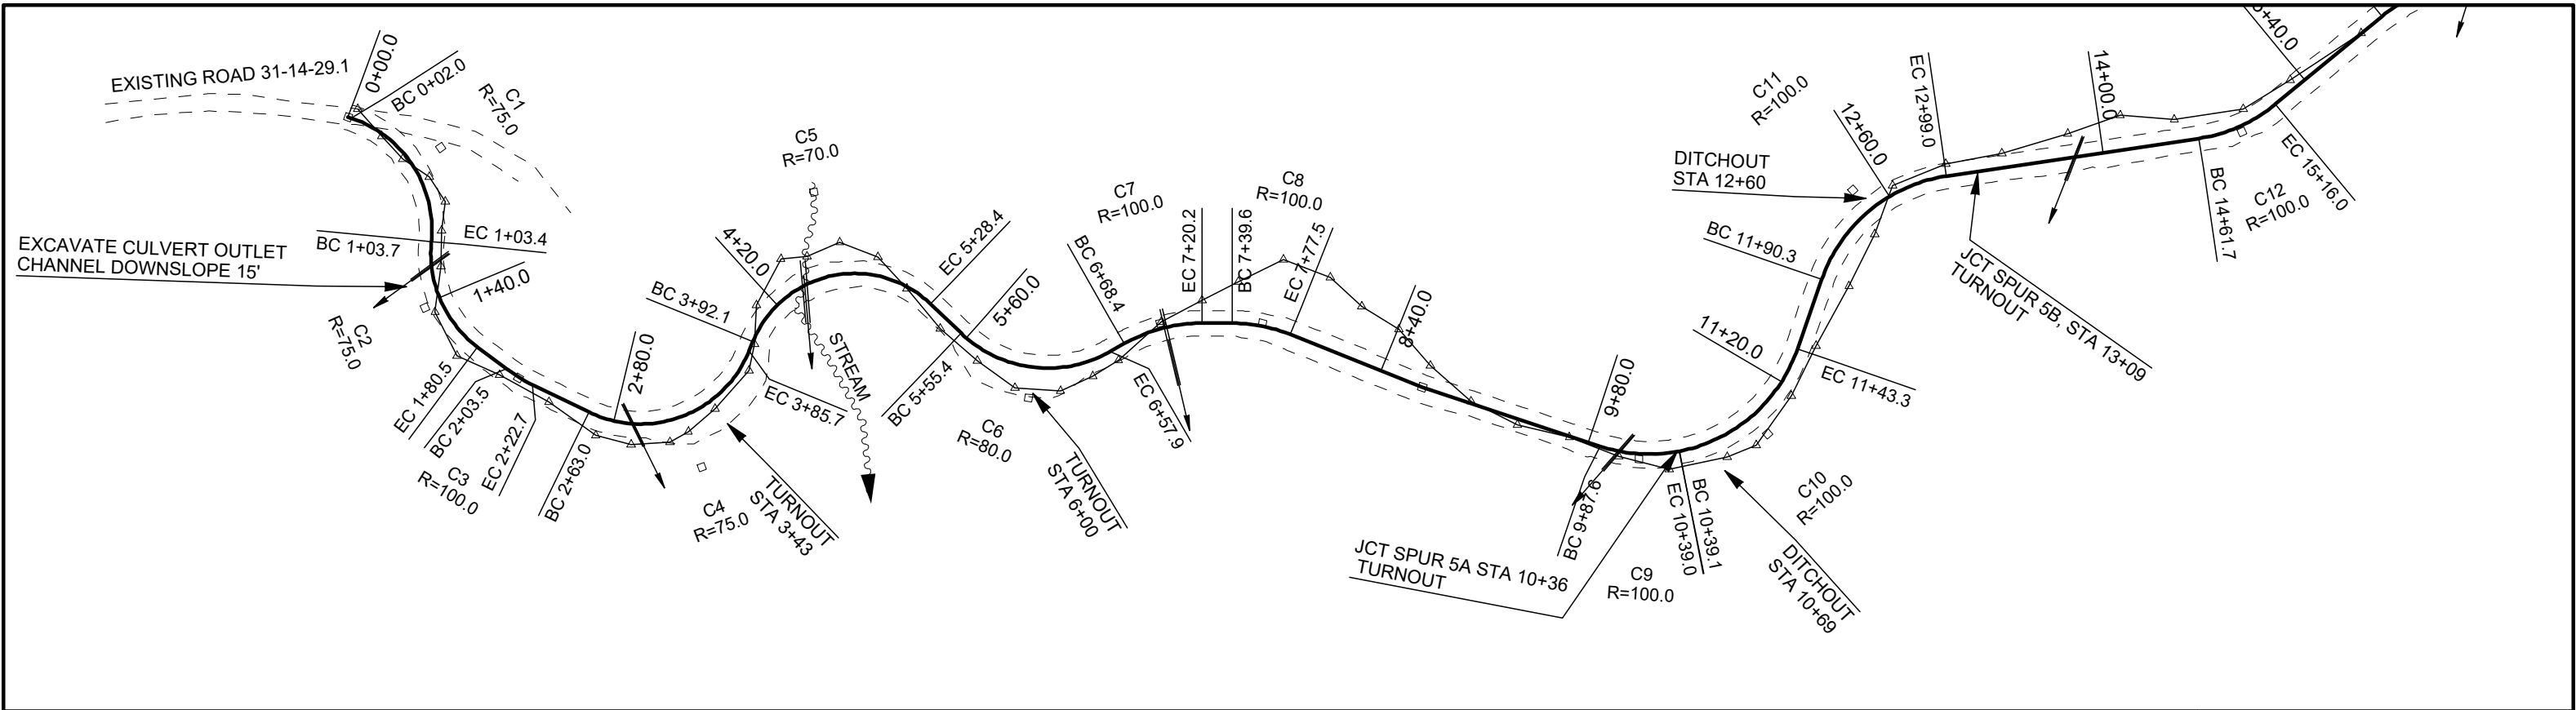 EXISTING ROAD 31-14-29.1
0+00.0
BC 0+02.0
C1
R=75.0
EXCAVATE CULVERT OUTLET
CHANNEL DOWNSLOPE 15'
BC 1+03.7
EC 1+03.4
1+40.0
C2
R=75.0
EC 1+80.5
BC 2+03.5
EC 2+22.7
C3
R=100.0
BC 2+63.0
2+80.0
C4
R=75.0
TURNOUT
STA 3+43
EC 3+85.7
BC 3+92.1
4+20.0
C5
R=70.0
STREAM
EC 5+28.4
BC 5+55.4
5+60.0
C6
R=80.0
TURNOUT
STA 6+00
EC 6+57.9
BC 6+68.4
C7
R=100.0
EC 7+20.2
BC 7+39.6
C8
R=100.0
EC 7+77.5
8+40.0
9+80.0
BC 9+87.6
JCT SPUR 5A STA 10+36
TURNOUT
C9
R=100.0
EC 10+39.0
BC 10+39.1
DITCHOUT
STA 10+69
C10
R=100.0
11+20.0
EC 11+43.3
BC 11+90.3
DITCHOUT
STA 12+60
C11
R=100.0
12+60.0
EC 12+99.0
JCT SPUR 5B, STA 13+09
TURNOUT
14+00.0
BC 14+61.7
C12
R=100.0
EC 15+16.0
+40.0